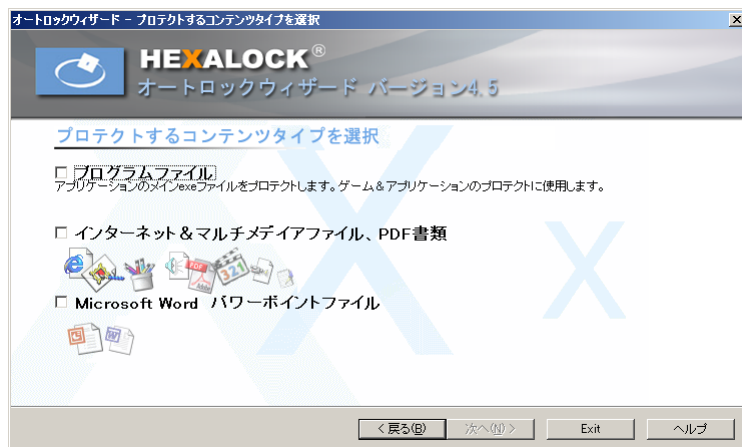 オートロックウィザード - プロテクトするコンテンツタイプを選択
HEXALOCK®
オートロックウィザード バージョン4.5
プロテクトするコンテンツタイプを選択
プログラムファイル
アプリケーションのメインexeファイルをプロテクトします。ゲーム&アプリケーションのプロテクトに使用します。
インターネット&マルチメデイアファイル、PDF書類
PDF 321
Microsoft Word パワーポイントファイル
<戻る(B) 次へ(N)> Exit ヘルプ